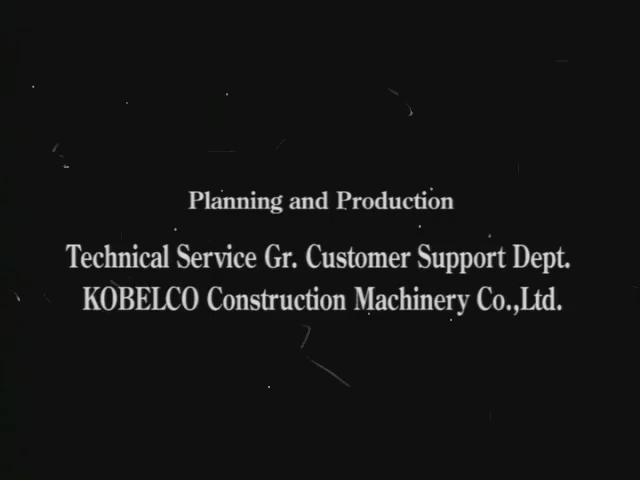 Planning and Production
Technical Service Gr. Customer Support Dept.
KOBELCO Construction Machinery Co.,Ltd.